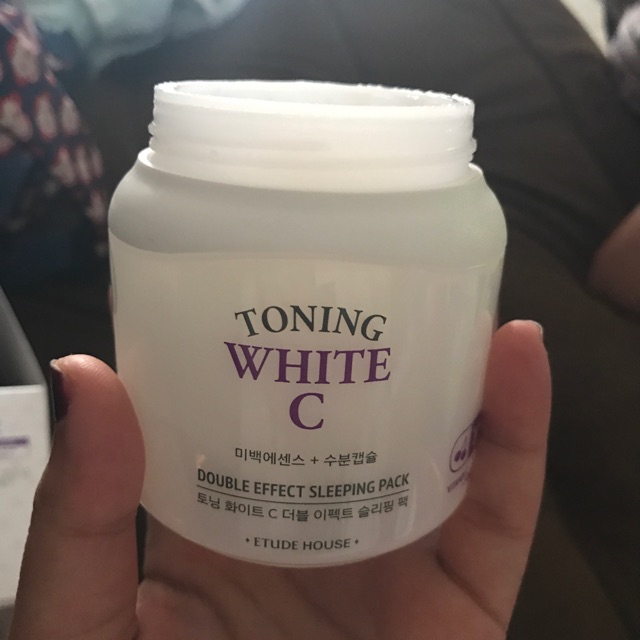 TONING
WHITE
C
미백에센스 + 수분캡슐
DOUBLE EFFECT SLEEPING PACK
토닝 화이트 C 더블 이펙트 슬리핑 팩
• ETUDE HOUSE •